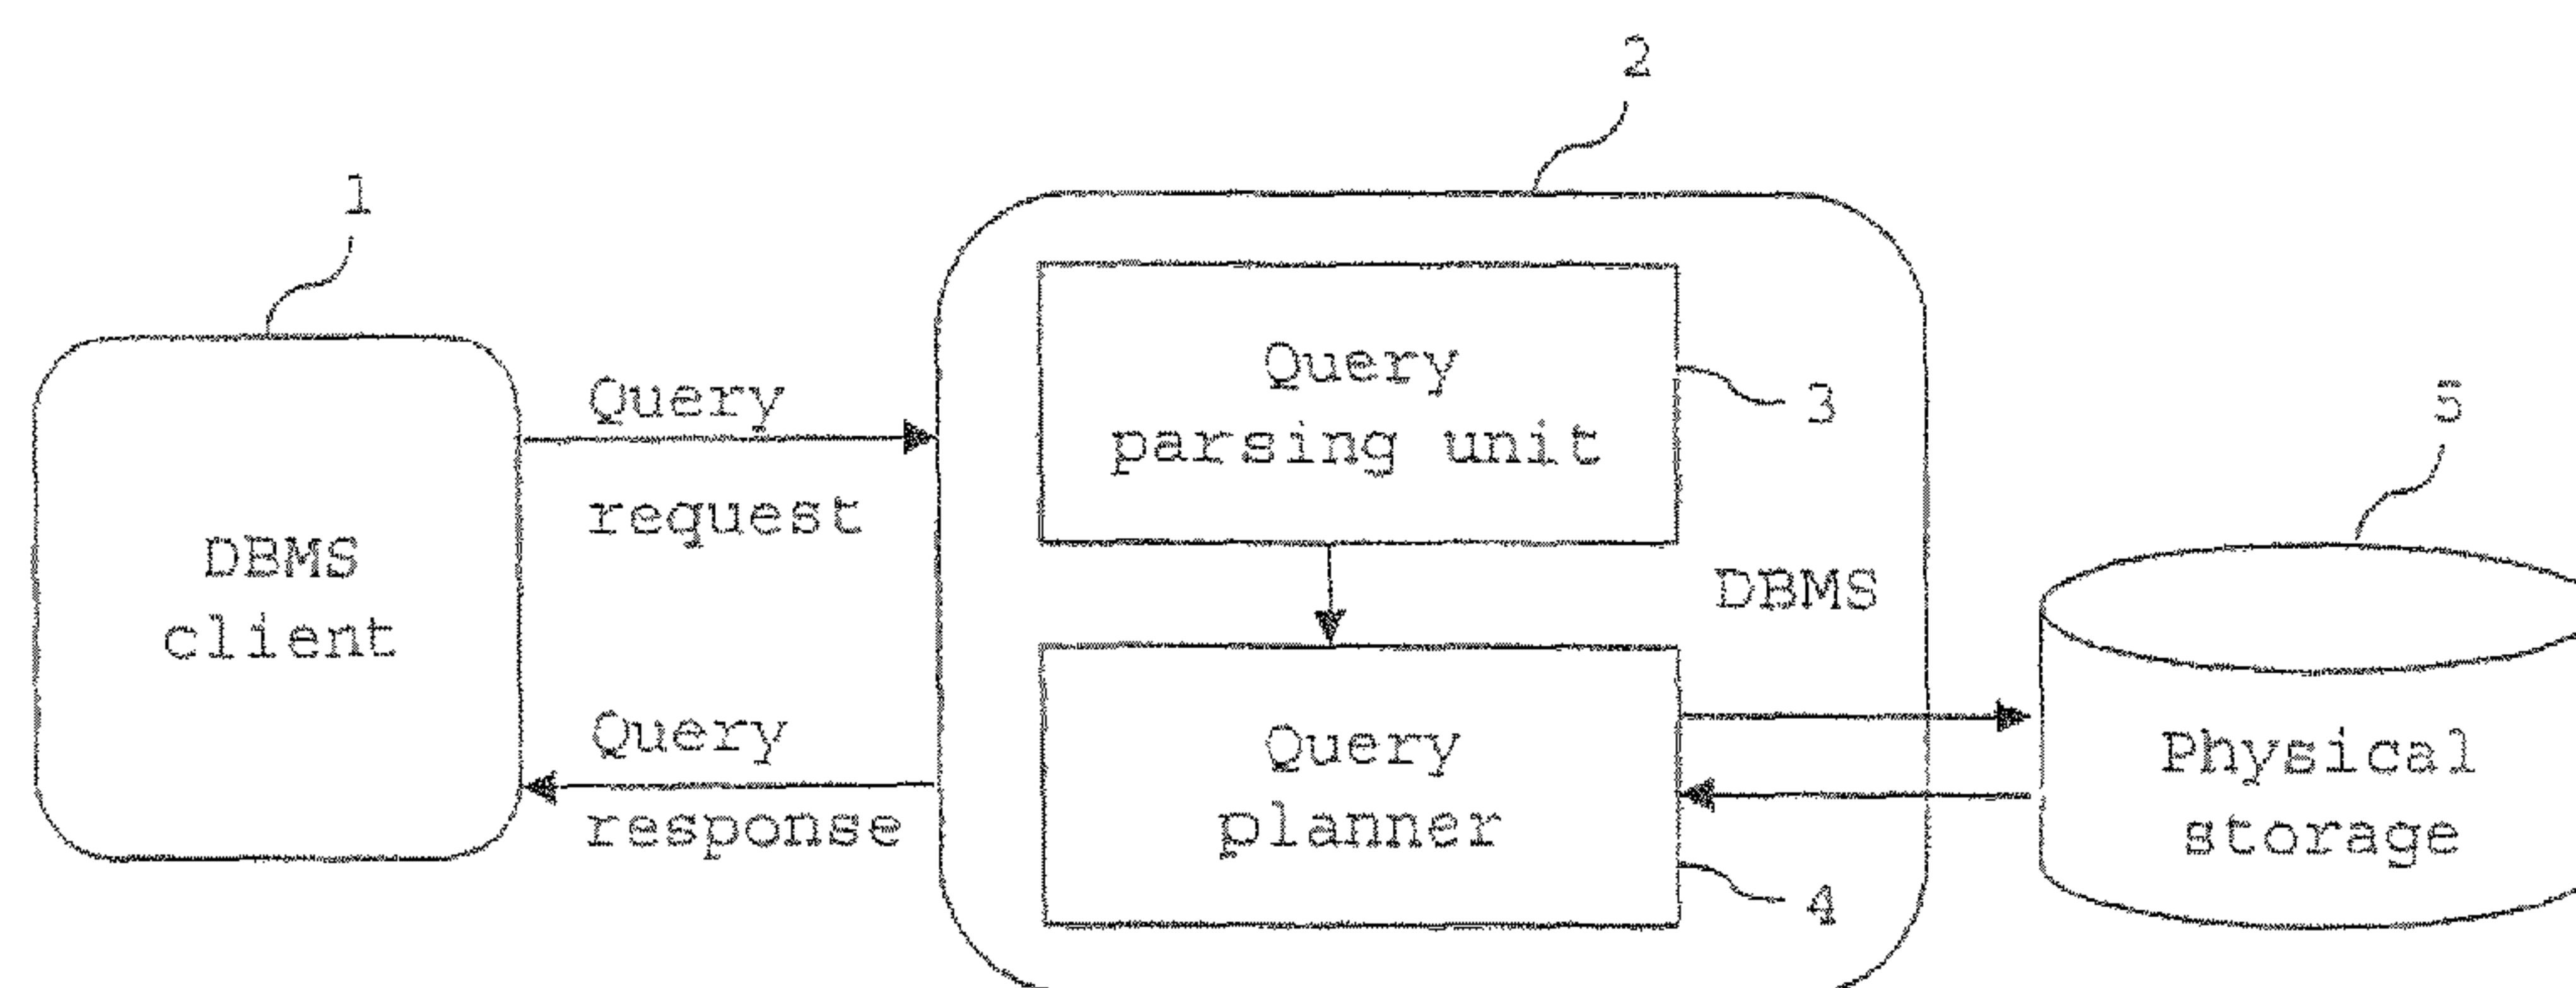 2
1
Query
parsing unit
3
Query
request
5
DBMS
client
DBMS
Query
response
Query
planner
4
Physical
storage